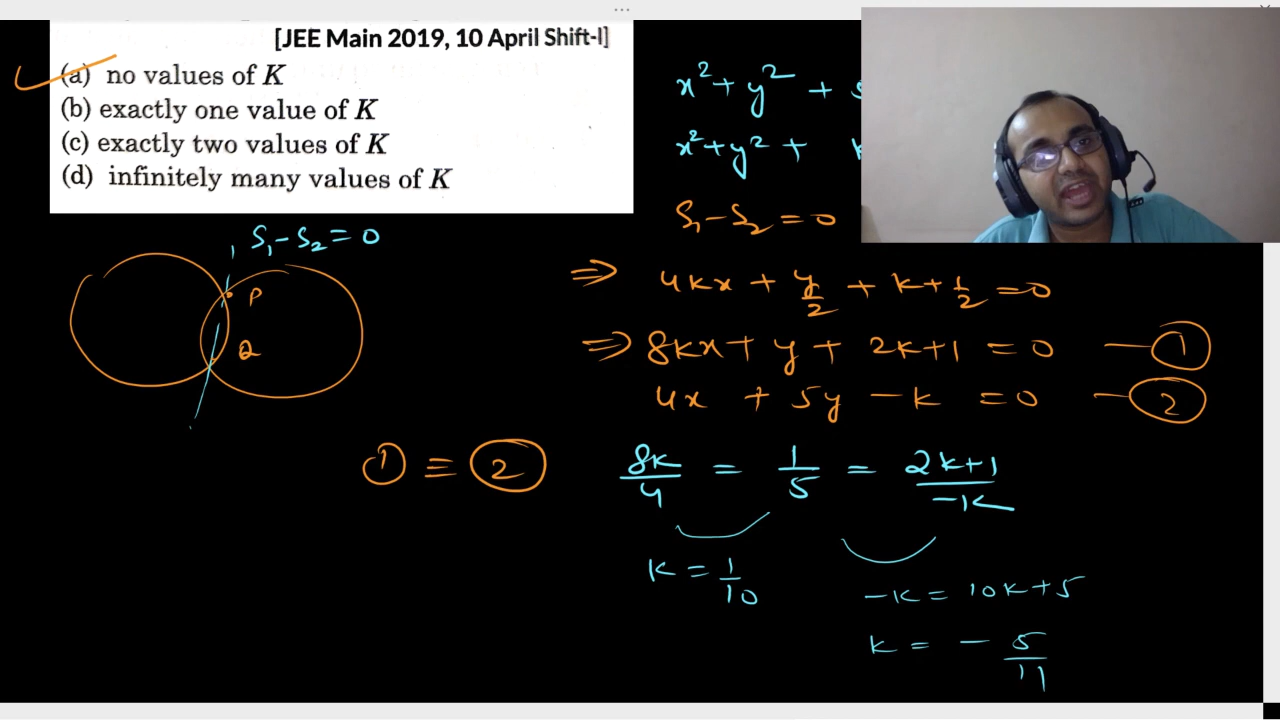 [JEE Main 2019, 10 April Shift-I]
(a) no values of K
(b) exactly one value of K
(c) exactly two values of K
(d) infinitely many values of K
x² + y² +
x² + y² +
S₁ - S₂ = 0
S₁ - S₂ = 0
P
Q
⇒ 4kx + y/2 + k + 1/2 = 0
⇒ 8kx + y + 2k+1 = 0 — ①
4x + 5y - k = 0 — ②
① ≡ ②
8k/4 = 1/5 = 2k+1/-k
k = 1/10
-k = 10k+5
k = - 5/11